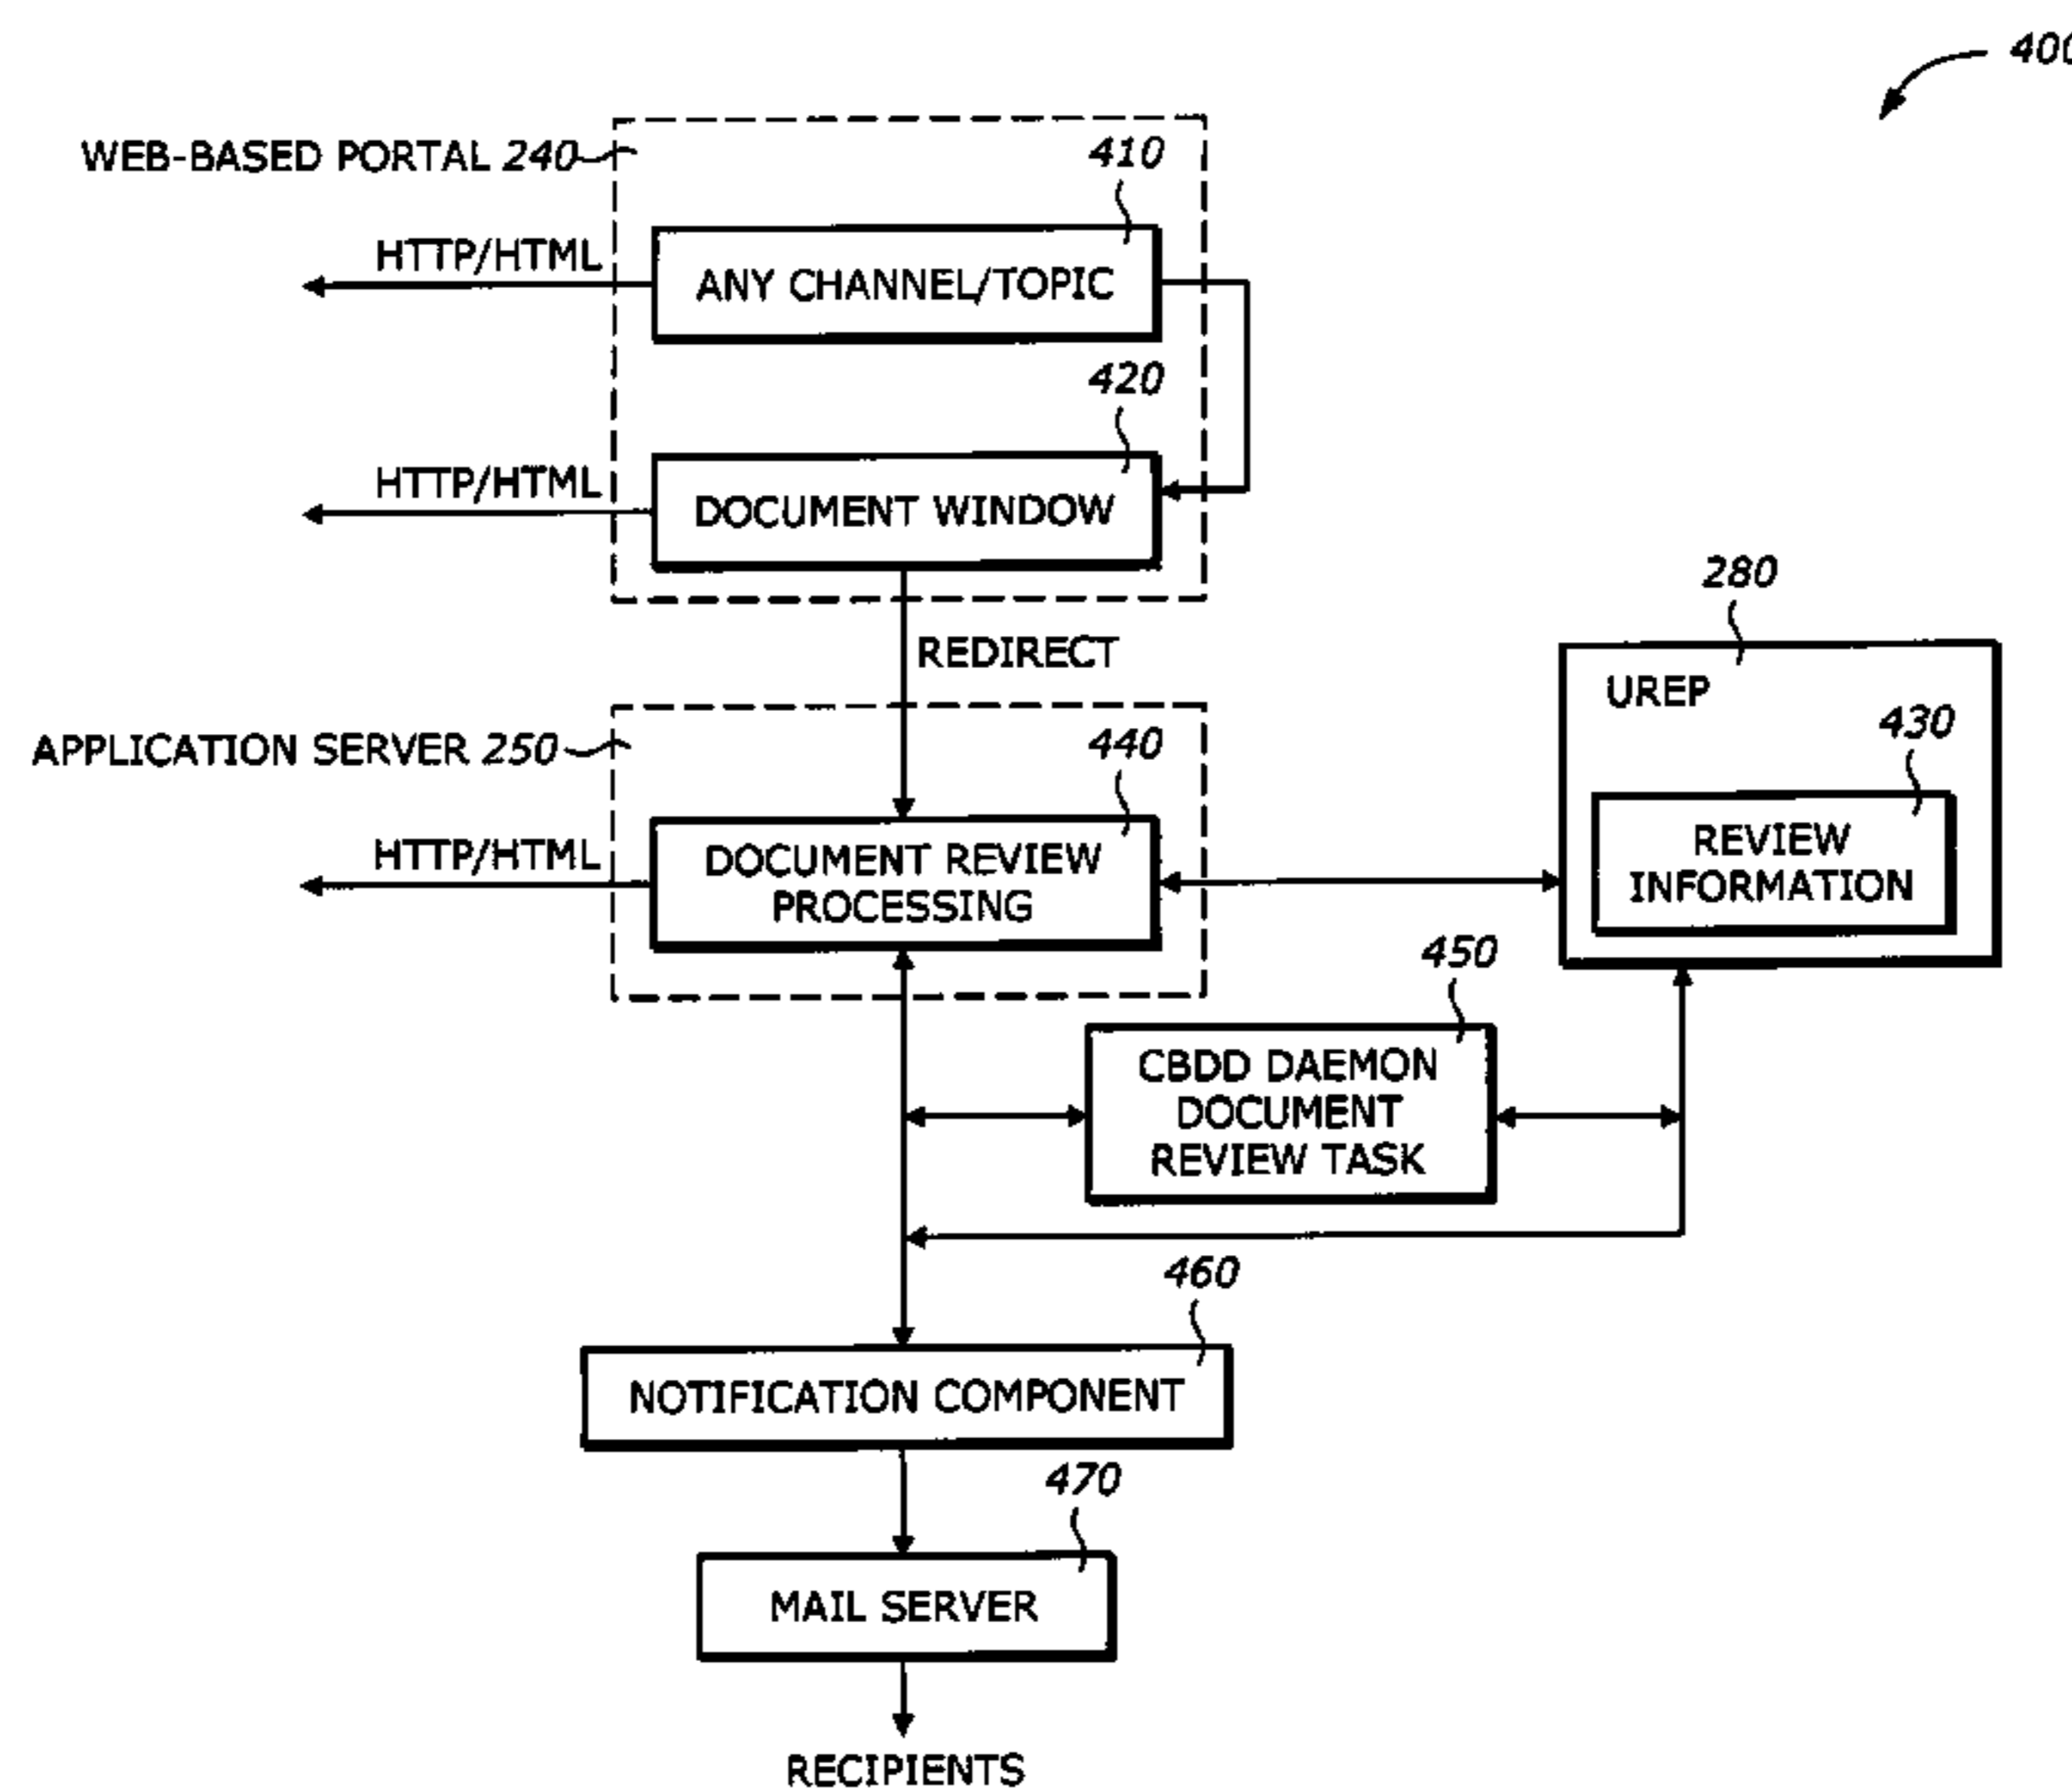 400
WEB-BASED PORTAL 240
410
HTTP/HTML
ANY CHANNEL/TOPIC
420
HTTP/HTML
DOCUMENT WINDOW
REDIRECT
280
UREP
430
REVIEW
INFORMATION
APPLICATION SERVER 250
440
HTTP/HTML
DOCUMENT REVIEW
PROCESSING
450
CBDD DAEMON
DOCUMENT
REVIEW TASK
460
NOTIFICATION COMPONENT
470
MAIL SERVER
RECIPIENTS